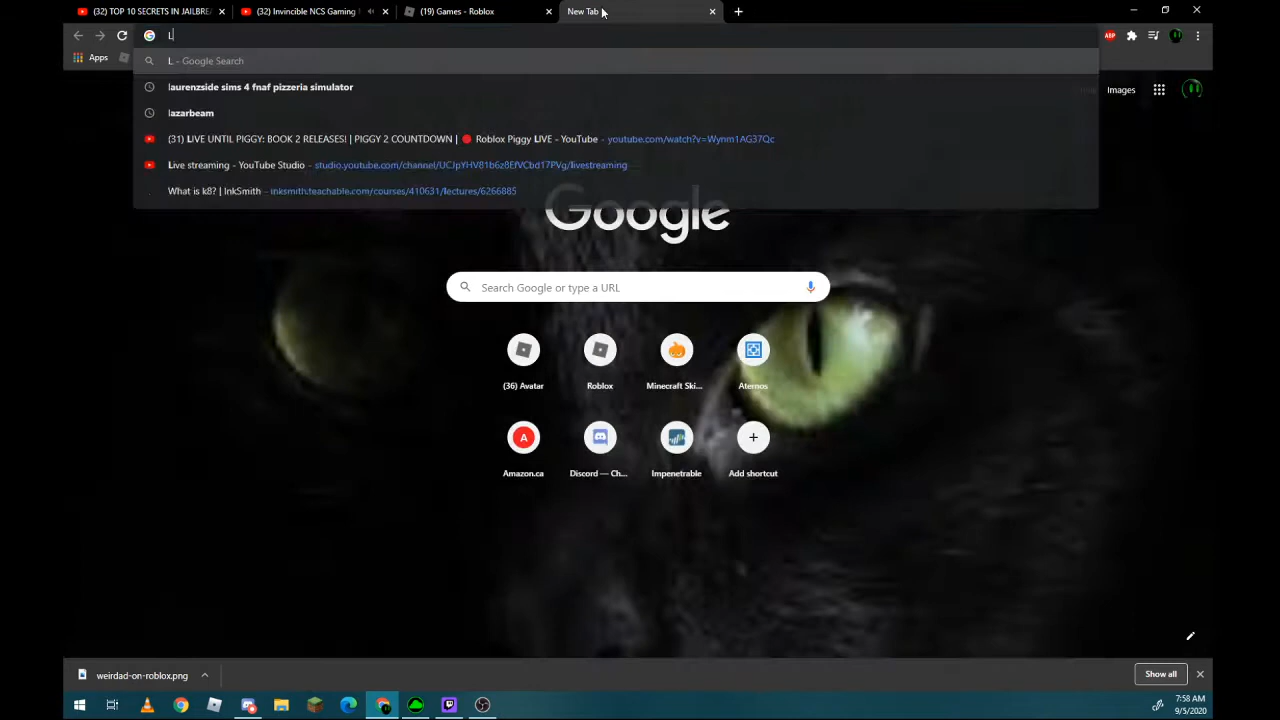 (32) TOP 10 SECRETS IN JAILBREA
(32) Invincible NCS Gaming
(19) Games - Roblox
New Tab
L
ABP
Apps
L - Google Search
laurenzside sims 4 fnaf pizzeria simulator
lazarbeam
(31) LIVE UNTIL PIGGY: BOOK 2 RELEASES! | PIGGY 2 COUNTDOWN | 🔴 Roblox Piggy LIVE - YouTube - youtube.com/watch?v=Wynm1AG37Qc
Live streaming - YouTube Studio - studio.youtube.com/channel/UCJpYHV81b6z8EfVCbd17PVg/livestreaming
What is k8? | InkSmith - inksmith.teachable.com/courses/410631/lectures/6266885
Images
Google
Search Google or type a URL
(36) Avatar
Roblox
Minecraft Ski...
Aternos
A
Amazon.ca
Discord — Ch...
Impenetrable
Add shortcut
weirdad-on-roblox.png
Show all
7:58 AM
9/5/2020